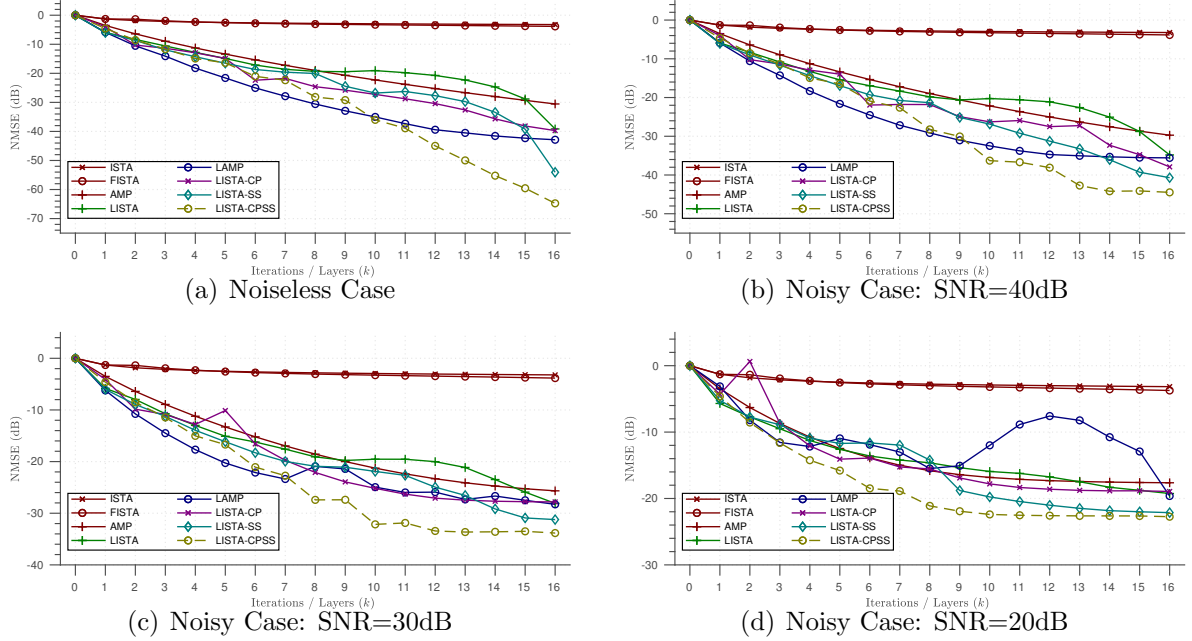 0
-10
-20
-30
-40
-50
-60
-70
NMSE (dB)
ISTA
FISTA
AMP
LISTA
LAMP
LISTA-CP
LISTA-SS
LISTA-CPSS
0 1 2 3 4 5 6 7 8 9 10 11 12 13 14 15 16
Iterations / Layers (k)
(a) Noiseless Case
0
-10
-20
-30
-40
-50
NMSE (dB)
ISTA
FISTA
AMP
LISTA
LAMP
LISTA-CP
LISTA-SS
LISTA-CPSS
0 1 2 3 4 5 6 7 8 9 10 11 12 13 14 15 16
Iterations / Layers (k)
(b) Noisy Case: SNR=40dB
0
-10
-20
-30
-40
NMSE (dB)
ISTA
FISTA
AMP
LISTA
LAMP
LISTA-CP
LISTA-SS
LISTA-CPSS
0 1 2 3 4 5 6 7 8 9 10 11 12 13 14 15 16
Iterations / Layers (k)
(c) Noisy Case: SNR=30dB
0
-10
-20
-30
NMSE (dB)
ISTA
FISTA
AMP
LISTA
LAMP
LISTA-CP
LISTA-SS
LISTA-CPSS
0 1 2 3 4 5 6 7 8 9 10 11 12 13 14 15 16
Iterations / Layers (k)
(d) Noisy Case: SNR=20dB